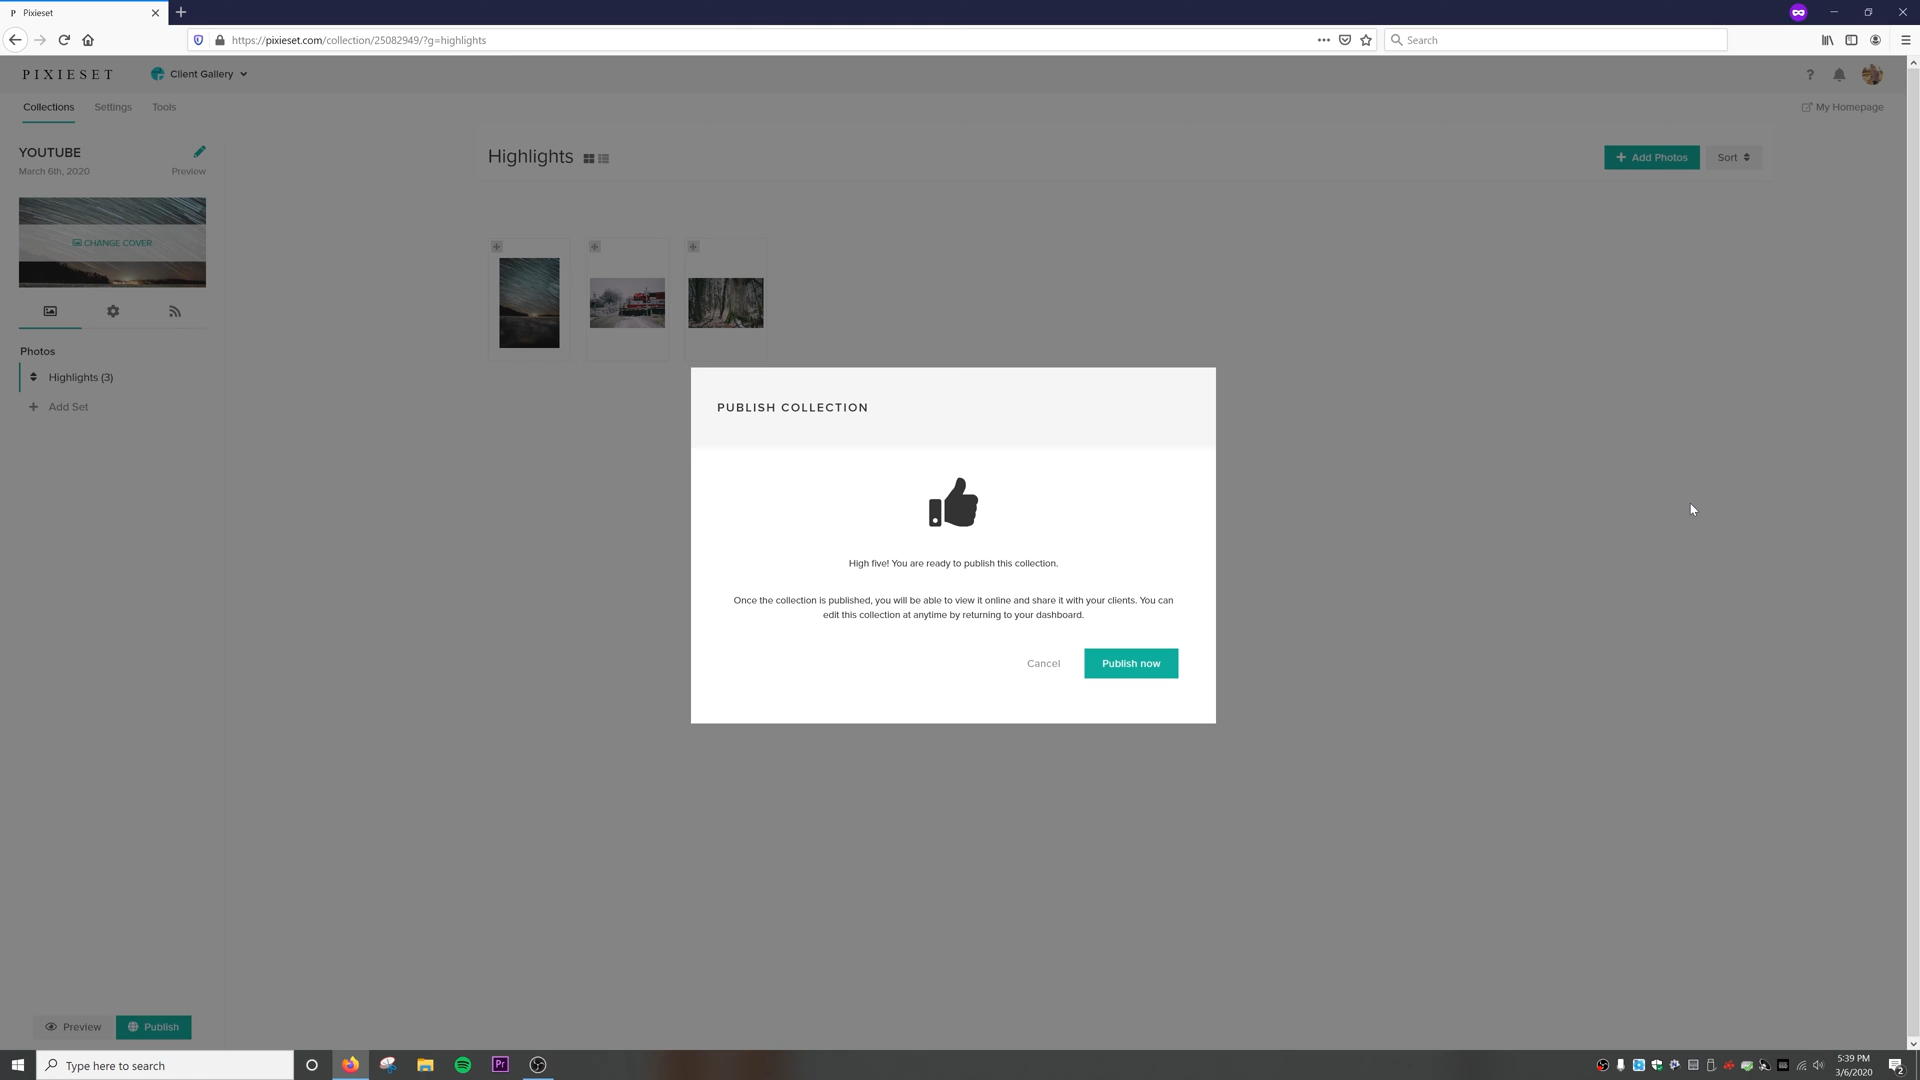 P Pixieset
https://pixieset.com/collection/25082949/?g=highlights
Search
PIXIESET
Client Gallery
?
Collections
Settings
Tools
My Homepage
YOUTUBE
March 6th, 2020
Preview
Highlights
Add Photos
Sort
CHANGE COVER
Photos
Highlights (3)
Add Set
PUBLISH COLLECTION
High five! You are ready to publish this collection.
Once the collection is published, you will be able to view it online and share it with your clients. You can
edit this collection at anytime by returning to your dashboard.
Cancel
Publish now
Preview
Publish
Type here to search
Pr
5:39 PM
3/6/2020
2